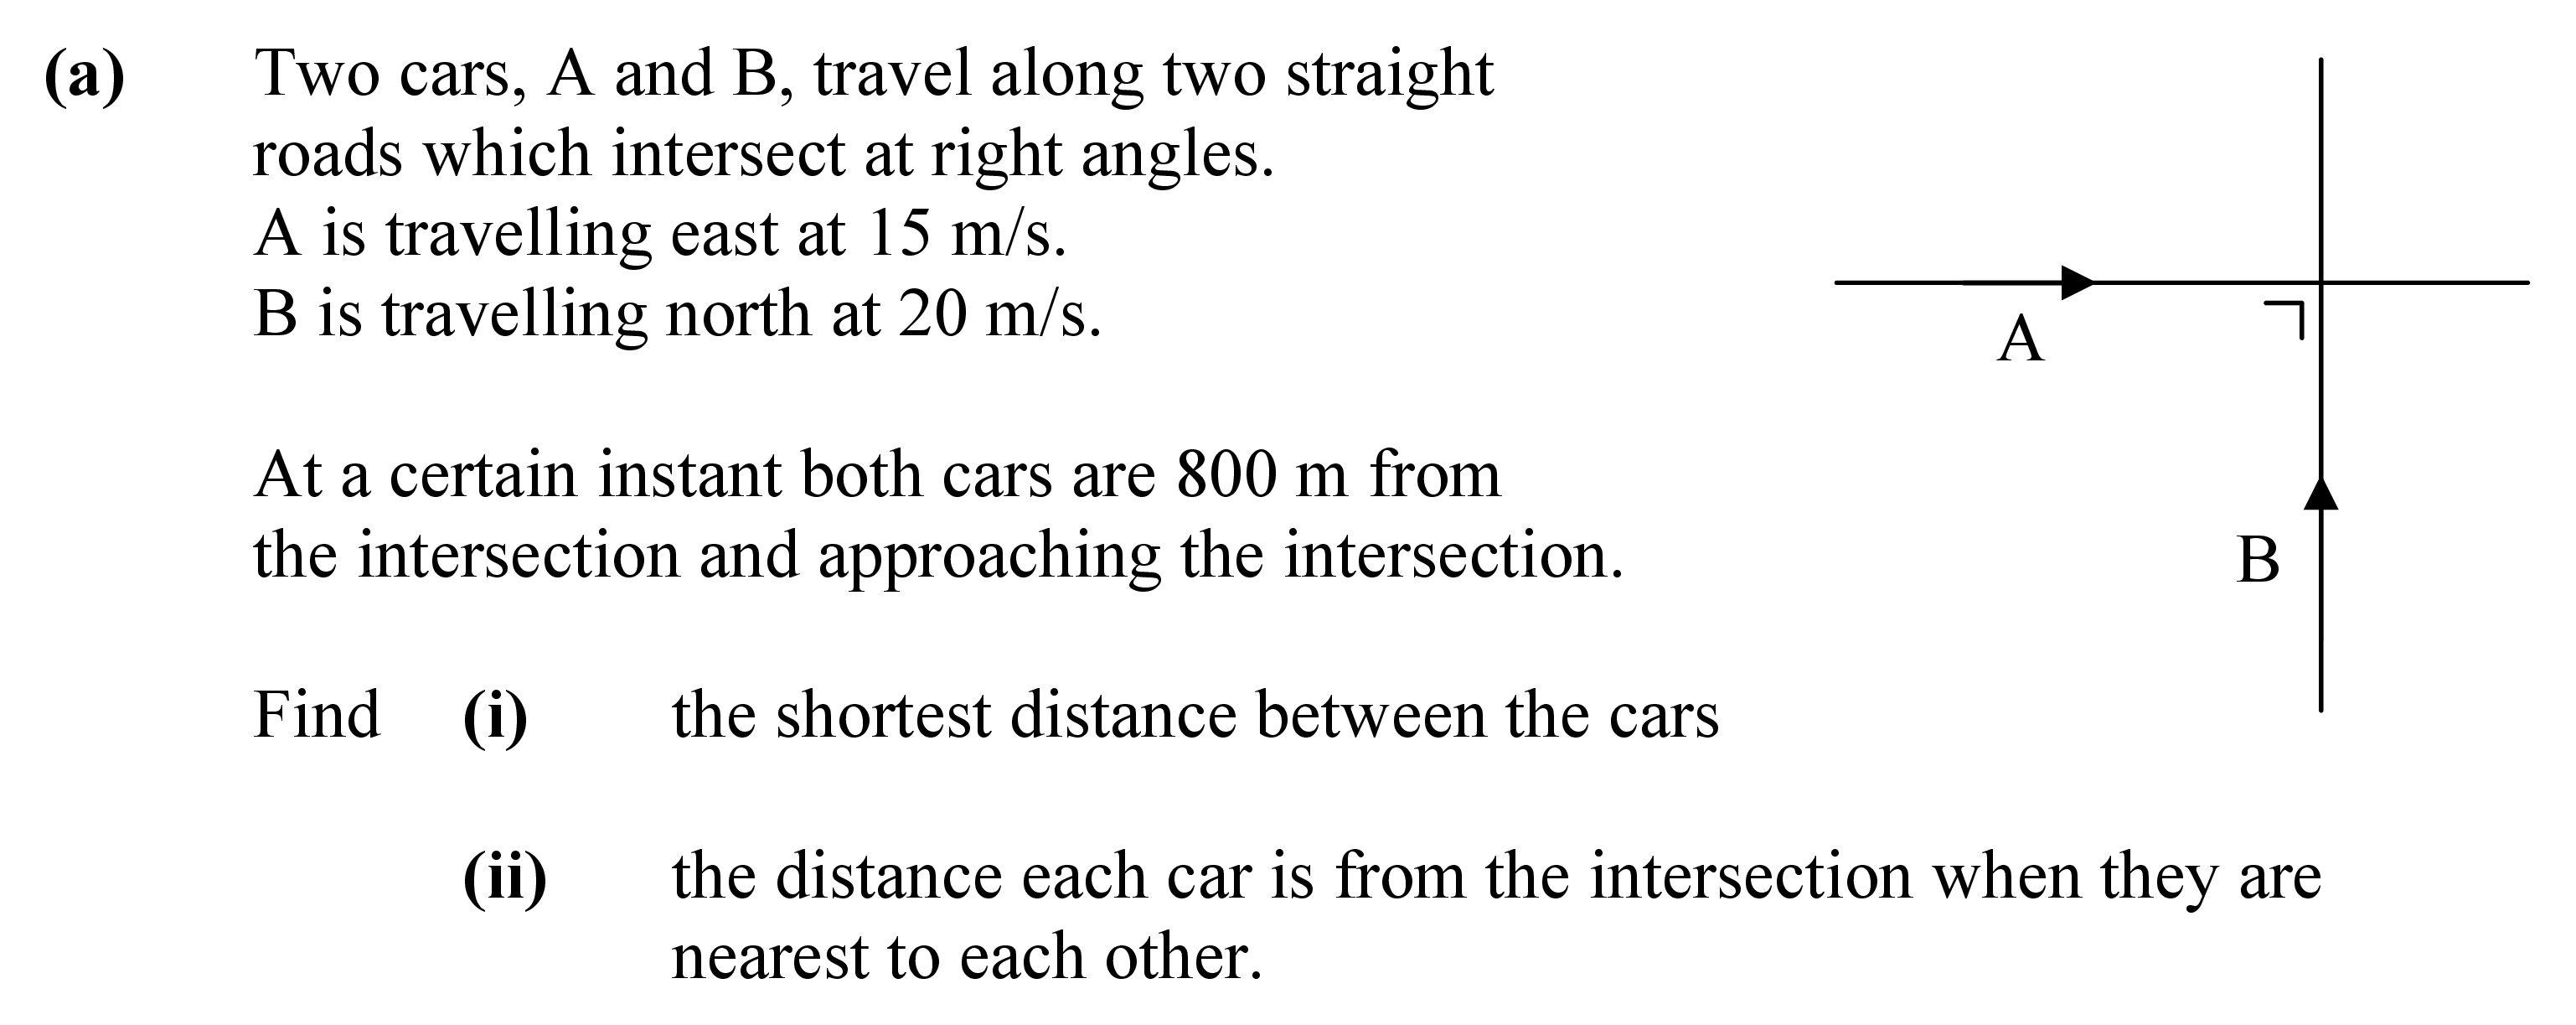 (a) Two cars, A and B, travel along two straight
roads which intersect at right angles.
A is travelling east at 15 m/s.
B is travelling north at 20 m/s.
A
At a certain instant both cars are 800 m from
the intersection and approaching the intersection.
B
Find (i) the shortest distance between the cars
(ii) the distance each car is from the intersection when they are
nearest to each other.